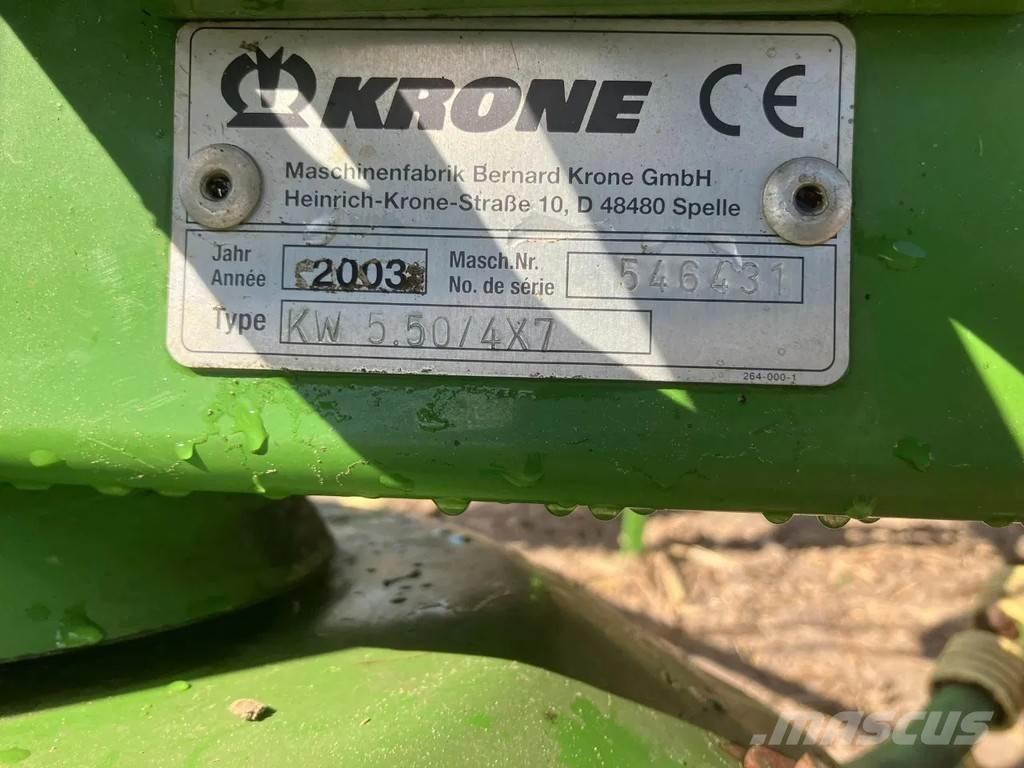 KRONE CE
Maschinenfabrik Bernard Krone GmbH
Heinrich-Krone-Straße 10, D 48480 Spelle
Jahr 2003 Masch.Nr. 546431
Année No. de série
Type KW 5.50/4X7
264-000-1
mascus